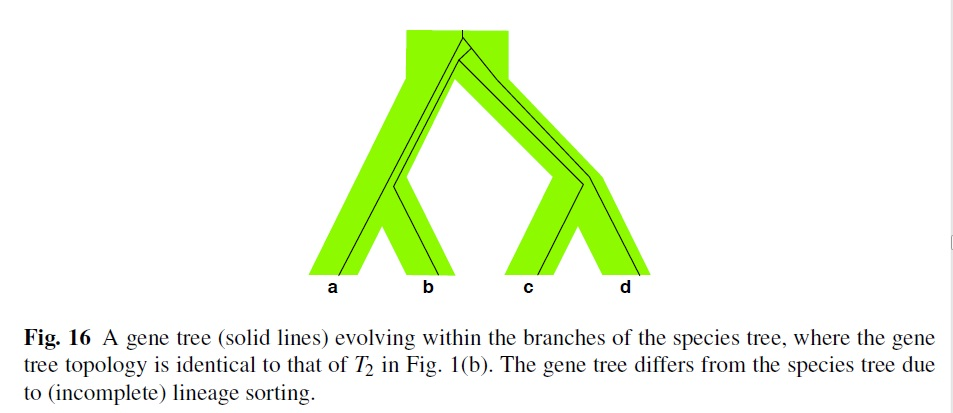 a b c d
Fig. 16 A gene tree (solid lines) evolving within the branches of the species tree, where the gene
tree topology is identical to that of T2 in Fig. 1(b). The gene tree differs from the species tree due
to (incomplete) lineage sorting.